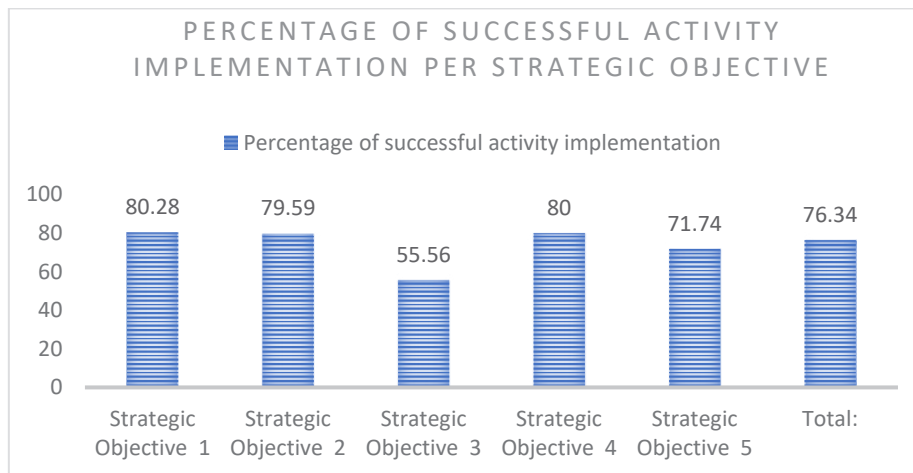 PERCENTAGE OF SUCCESSFUL ACTIVITY
IMPLEMENTATION PER STRATEGIC OBJECTIVE
Percentage of successful activity implementation
100
80
60
40
20
0
80.28
79.59
55.56
80
71.74
76.34
Strategic
Objective 1
Strategic
Objective 2
Strategic
Objective 3
Strategic
Objective 4
Strategic
Objective 5
Total: